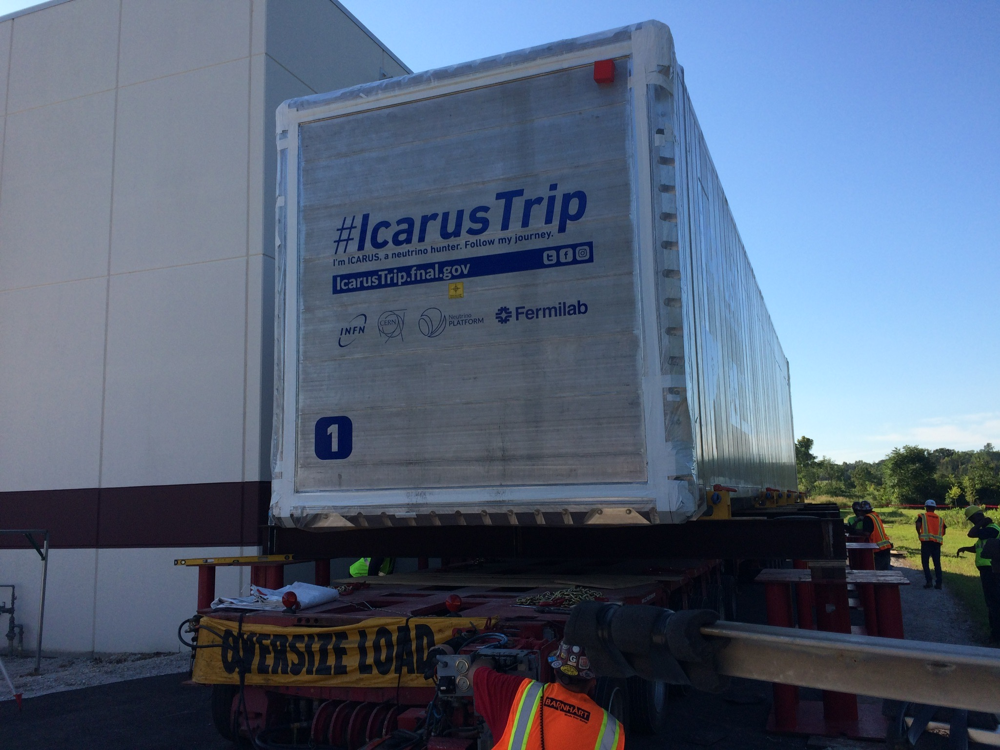 #IcarusTrip
I'm ICARUS, a neutrino hunter. Follow my journey.
IcarusTrip.fnal.gov
INFN
CERN
Neutrino
PLATFORM
Fermilab
1
OVERSIZE LOAD
G
BARNHART